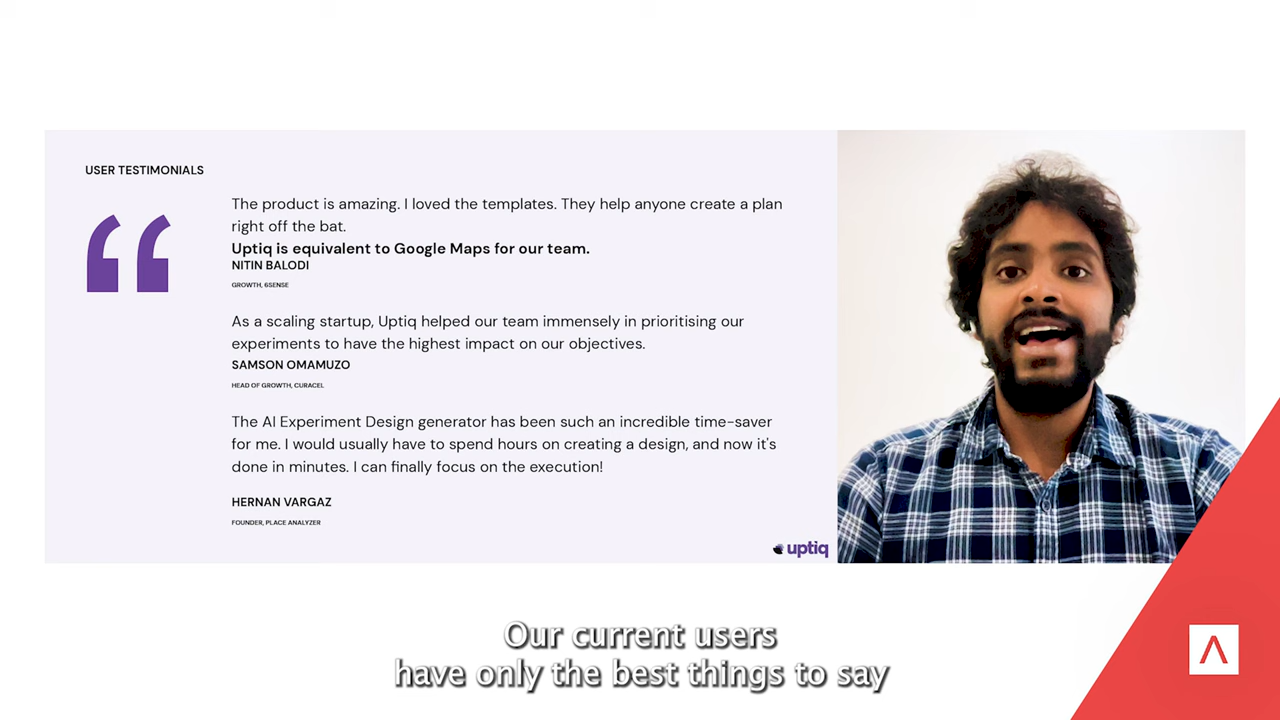 USER TESTIMONIALS
The product is amazing. I loved the templates. They help anyone create a plan
right off the bat.
Uptiq is equivalent to Google Maps for our team.
NITIN BALODI
GROWTH, 6SENSE
As a scaling startup, Uptiq helped our team immensely in prioritising our
experiments to have the highest impact on our objectives.
SAMSON OMAMUZO
HEAD OF GROWTH, CURACEL
The AI Experiment Design generator has been such an incredible time-saver
for me. I would usually have to spend hours on creating a design, and now it's
done in minutes. I can finally focus on the execution!
HERNAN VARGAZ
FOUNDER, PLACE ANALYZER
uptiq
Our current users
have only the best things to say